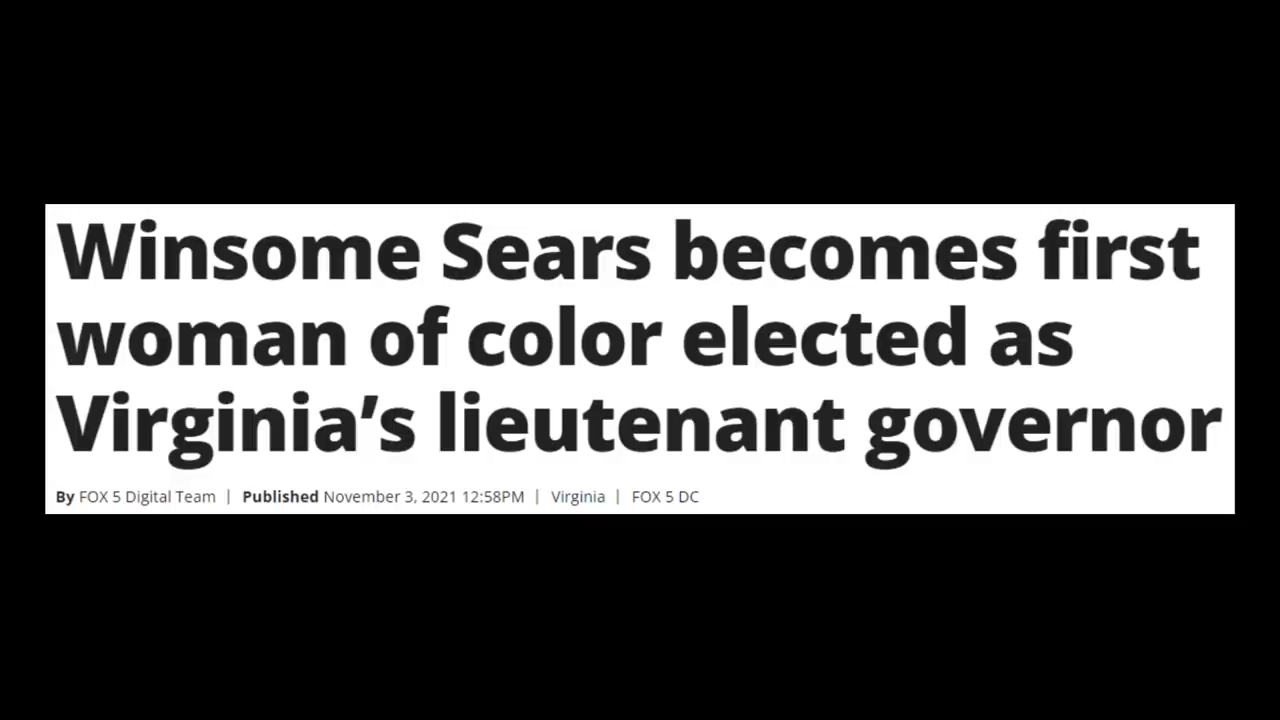 Winsome Sears becomes first
woman of color elected as
Virginia’s lieutenant governor
By FOX 5 Digital Team | Published November 3, 2021 12:58PM | Virginia | FOX 5 DC